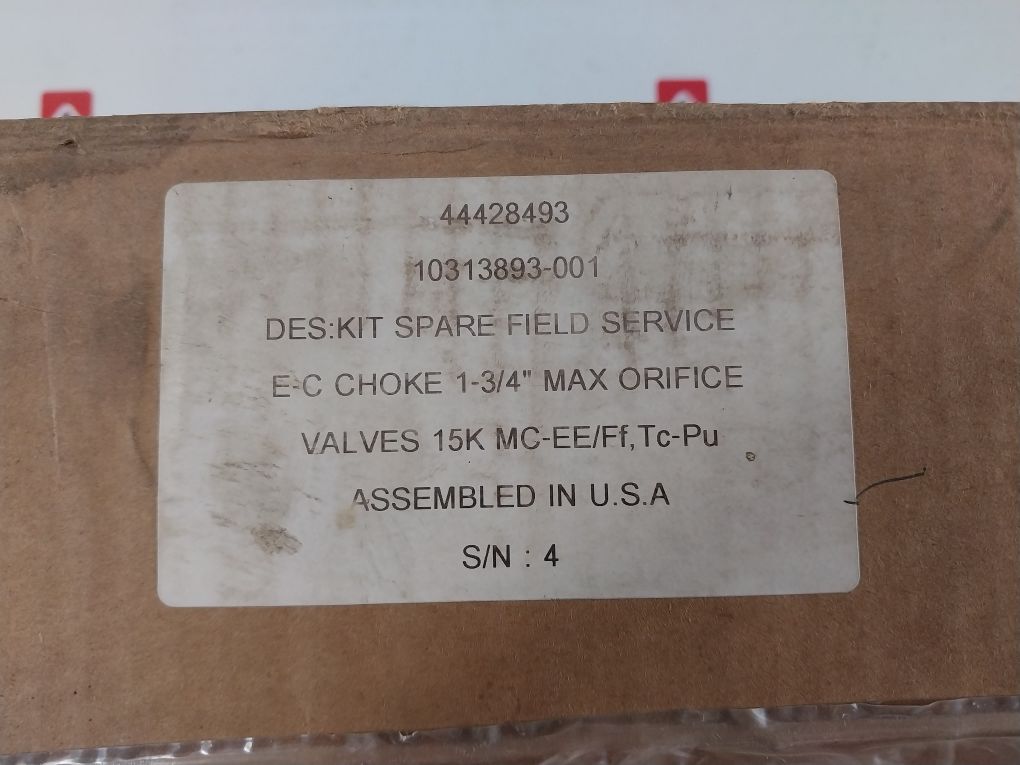 44428493
10313893-001
DES:KIT SPARE FIELD SERVICE
E-C CHOKE 1-3/4" MAX ORIFICE
VALVES 15K MC-EE/Ff,Tc-Pu
ASSEMBLED IN U.S.A
S/N : 4